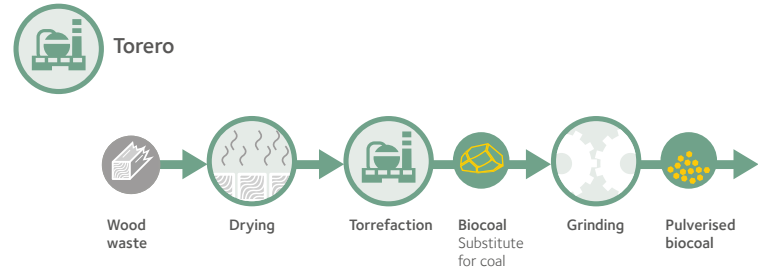 Torero
Wood
waste
Drying
Torrefaction
Biocoal
Substitute
for coal
Grinding
Pulverised
biocoal